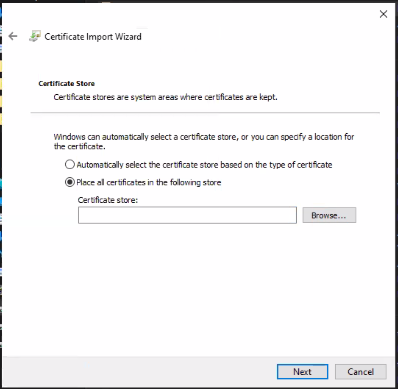 Certificate Import Wizard
Certificate Store
Certificate stores are system areas where certificates are kept.
Windows can automatically select a certificate store, or you can specify a location for
the certificate.
Automatically select the certificate store based on the type of certificate
Place all certificates in the following store
Certificate store:
Browse...
Next
Cancel